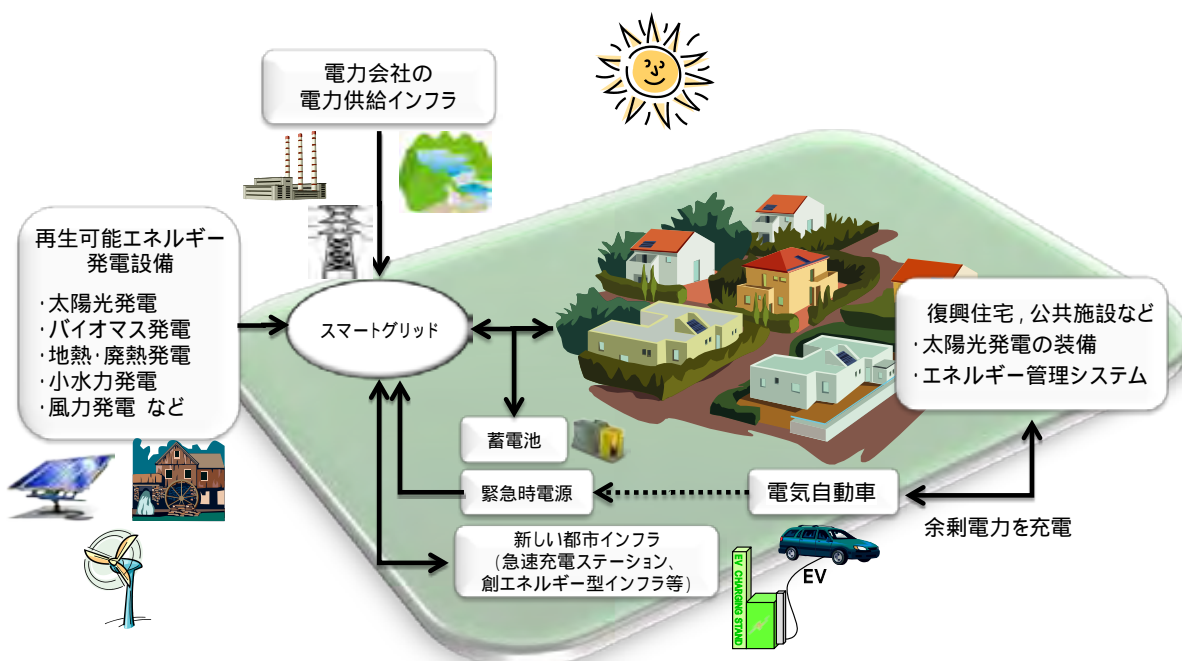 電力会社の
電力供給インフラ
再生可能エネルギー
発電設備
・太陽光発電
・バイオマス発電
・地熱・廃熱発電
・小水力発電
・風力発電 など
スマートグリッド
復興住宅,公共施設など
・太陽光発電の装備
・エネルギー管理システム
蓄電池
緊急時電源
電気自動車
余剰電力を充電
新しい都市インフラ
(急速充電ステーション、
創エネルギー型インフラ等)
EV
EV CHARGING STAND